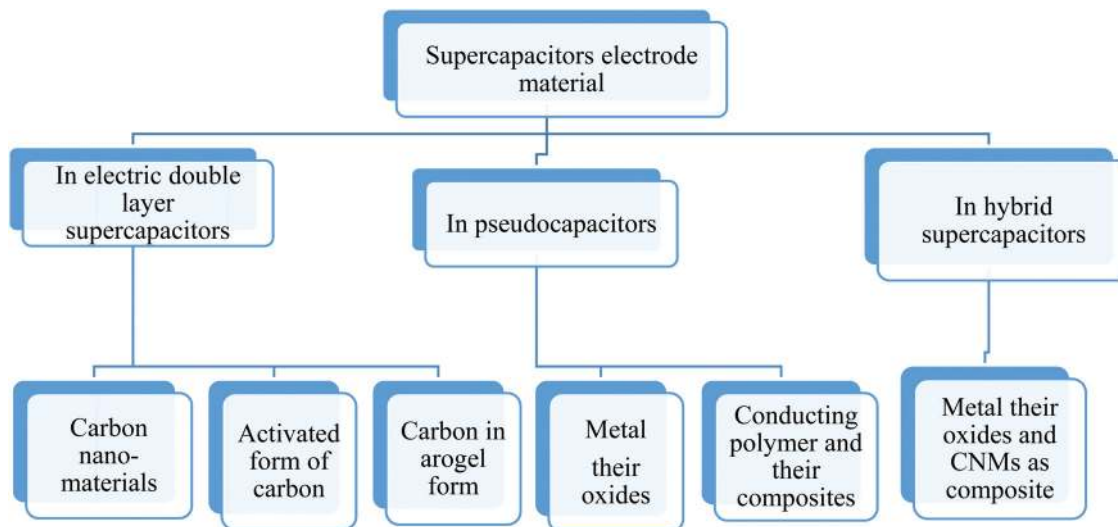 Supercapacitors electrode
material
In electric double
layer
supercapacitors
In pseudocapacitors
In hybrid
supercapacitors
Carbon
nano-
materials
Activated
form of
carbon
Carbon in
arogel form
Metal
their oxides
Conducting
polymer and
their
composites
Metal their
oxides and
CNMs as
composite